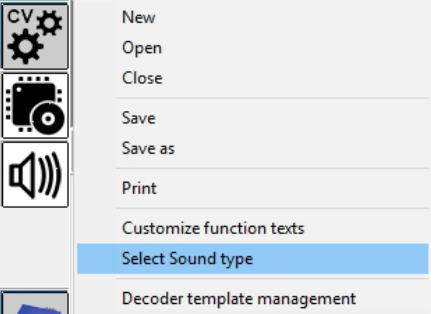 CV
New
Open
Close
Save
Save as
Print
Customize function texts
Select Sound type
Decoder template management